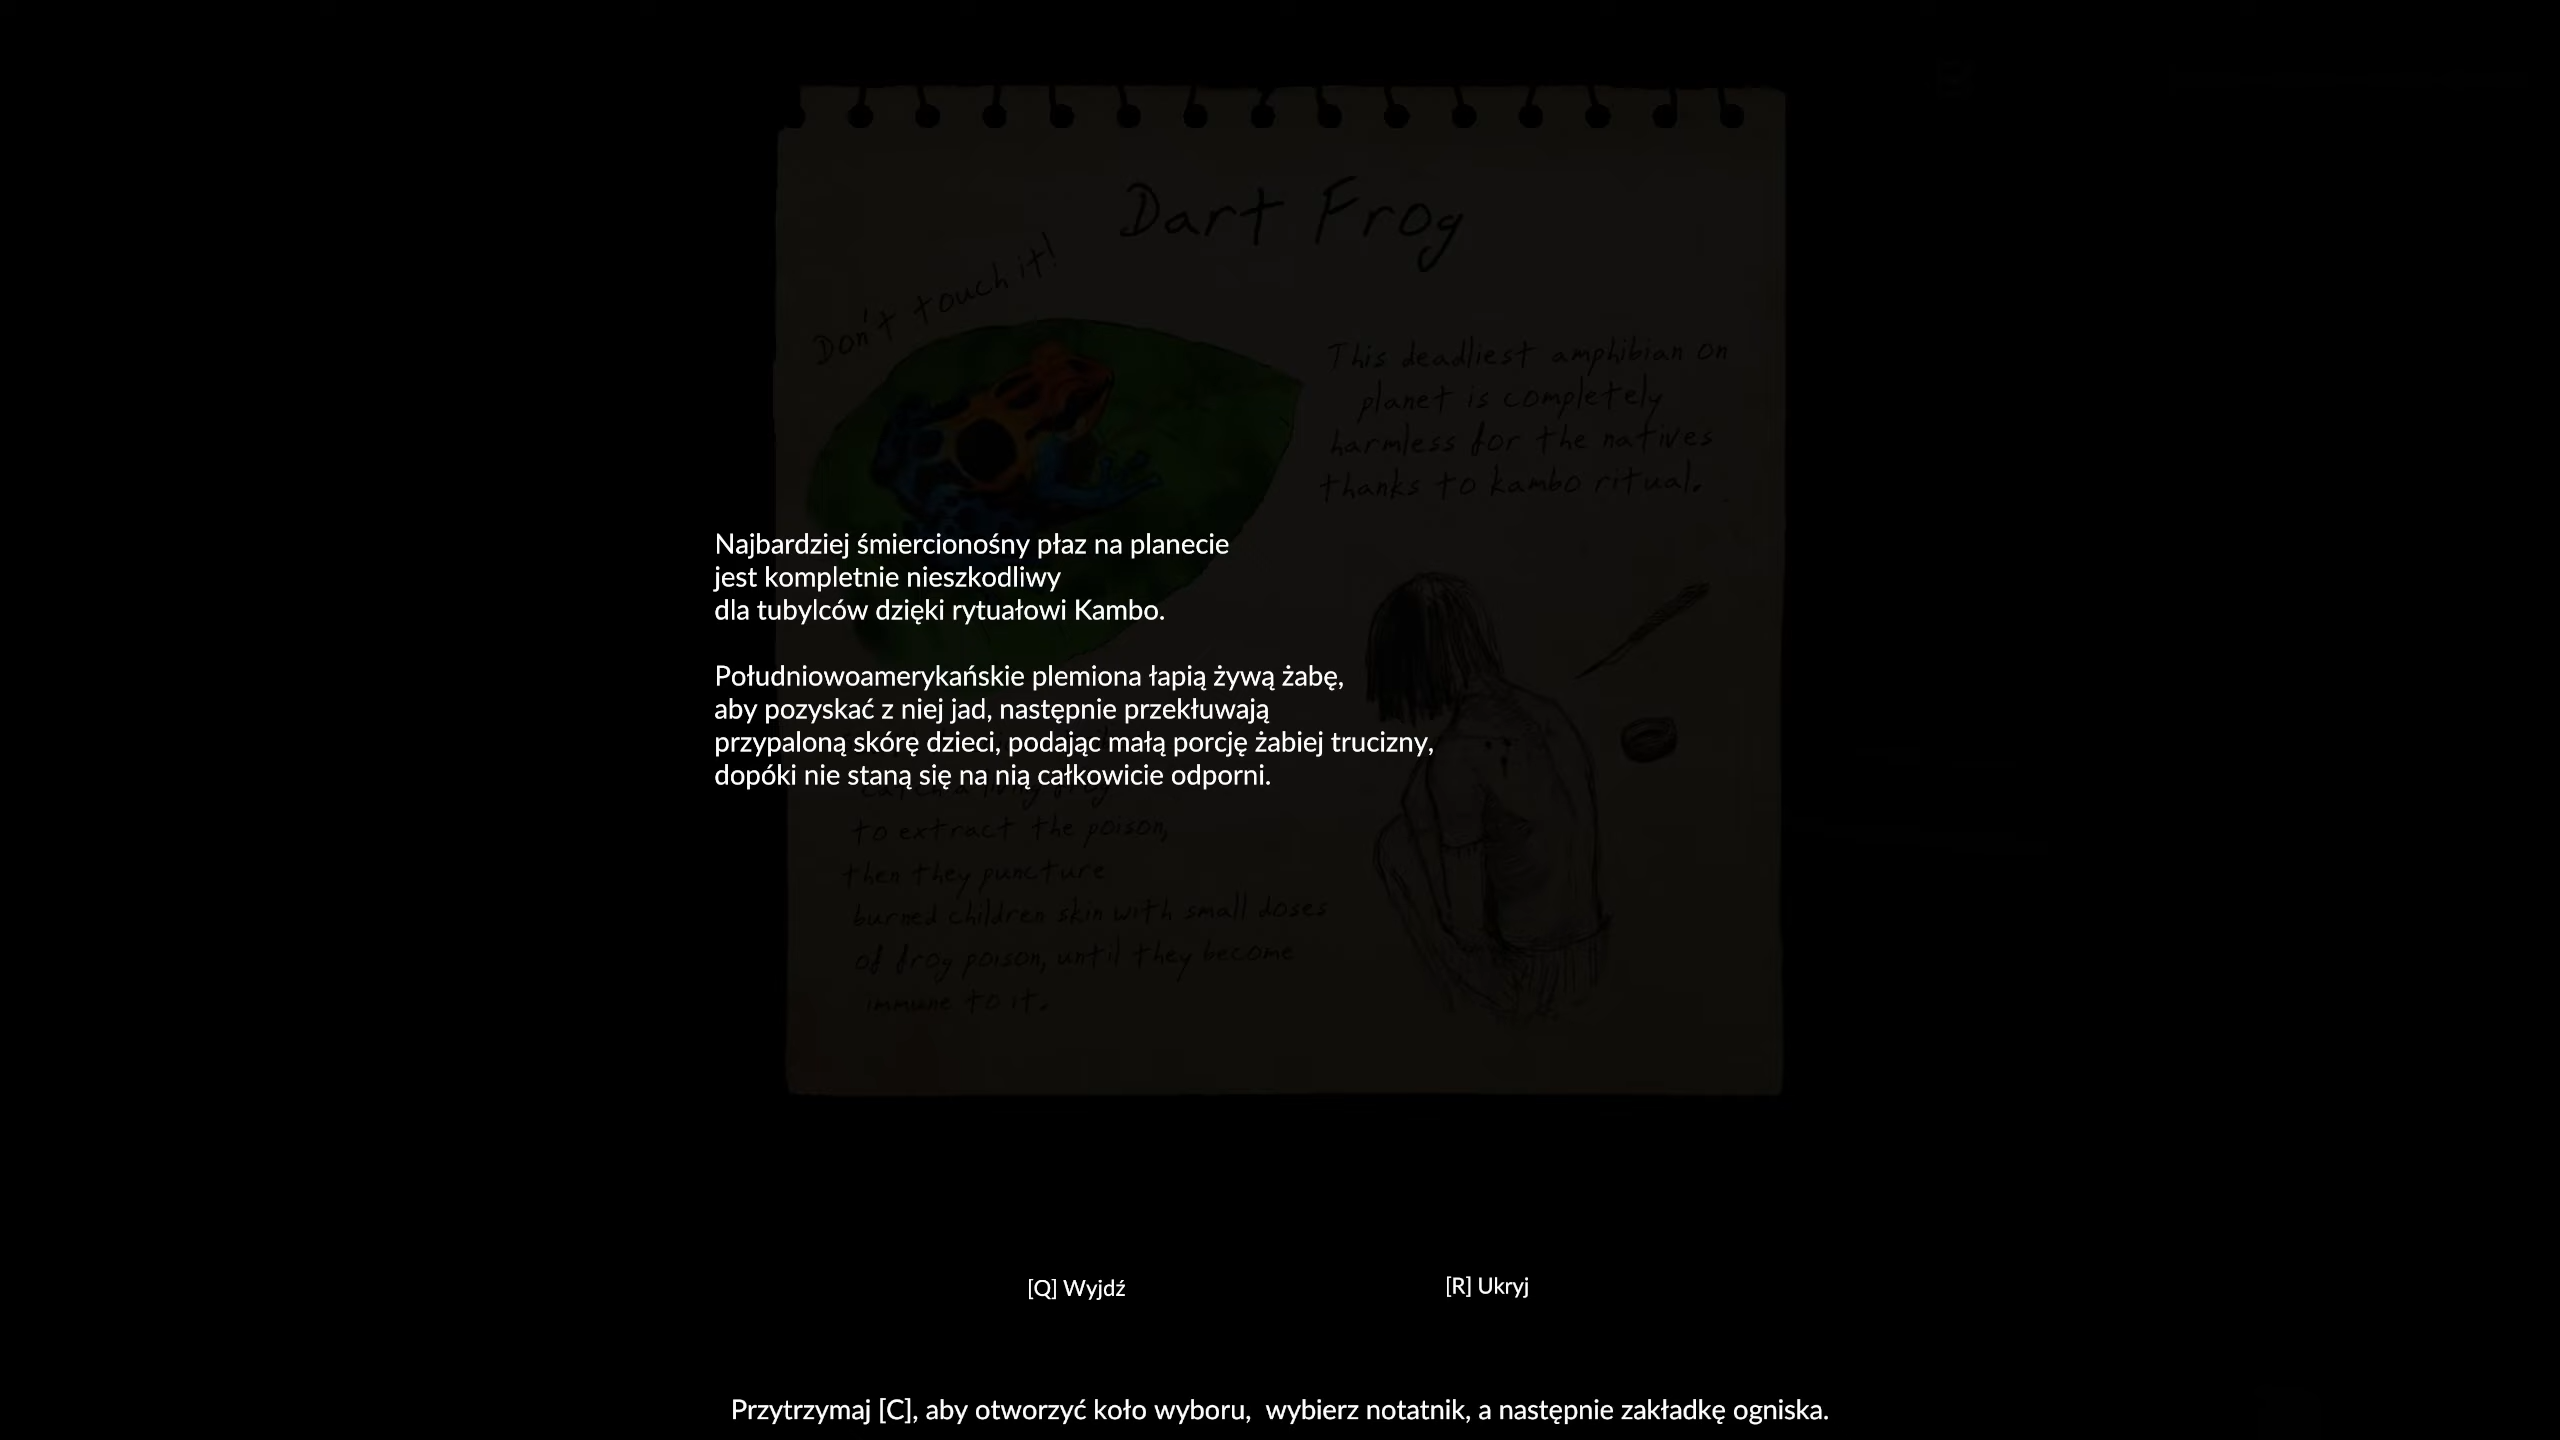 Dart Frog
Don't touch it!
This deadliest amphibian on
planet is completely
harmless for the natives
thanks to kambo ritual.
Najbardziej śmiercionośny płaz na planecie
jest kompletnie nieszkodliwy
dla tubylców dzięki rytuałowi Kambo.
Południowoamerykańskie plemiona łapią żywą żabę,
aby pozyskać z niej jad, następnie przekłuwają
przypaloną skórę dzieci, podając małą porcję żabiej trucizny,
dopóki nie staną się na nią całkowicie odporni.
to extract the poison,
then they puncture
burned children skin with small doses
of frog poison, until they become
immune to it.
[Q] Wyjdź
[R] Ukryj
Przytrzymaj [C], aby otworzyć koło wyboru,  wybierz notatnik, a następnie zakładkę ogniska.